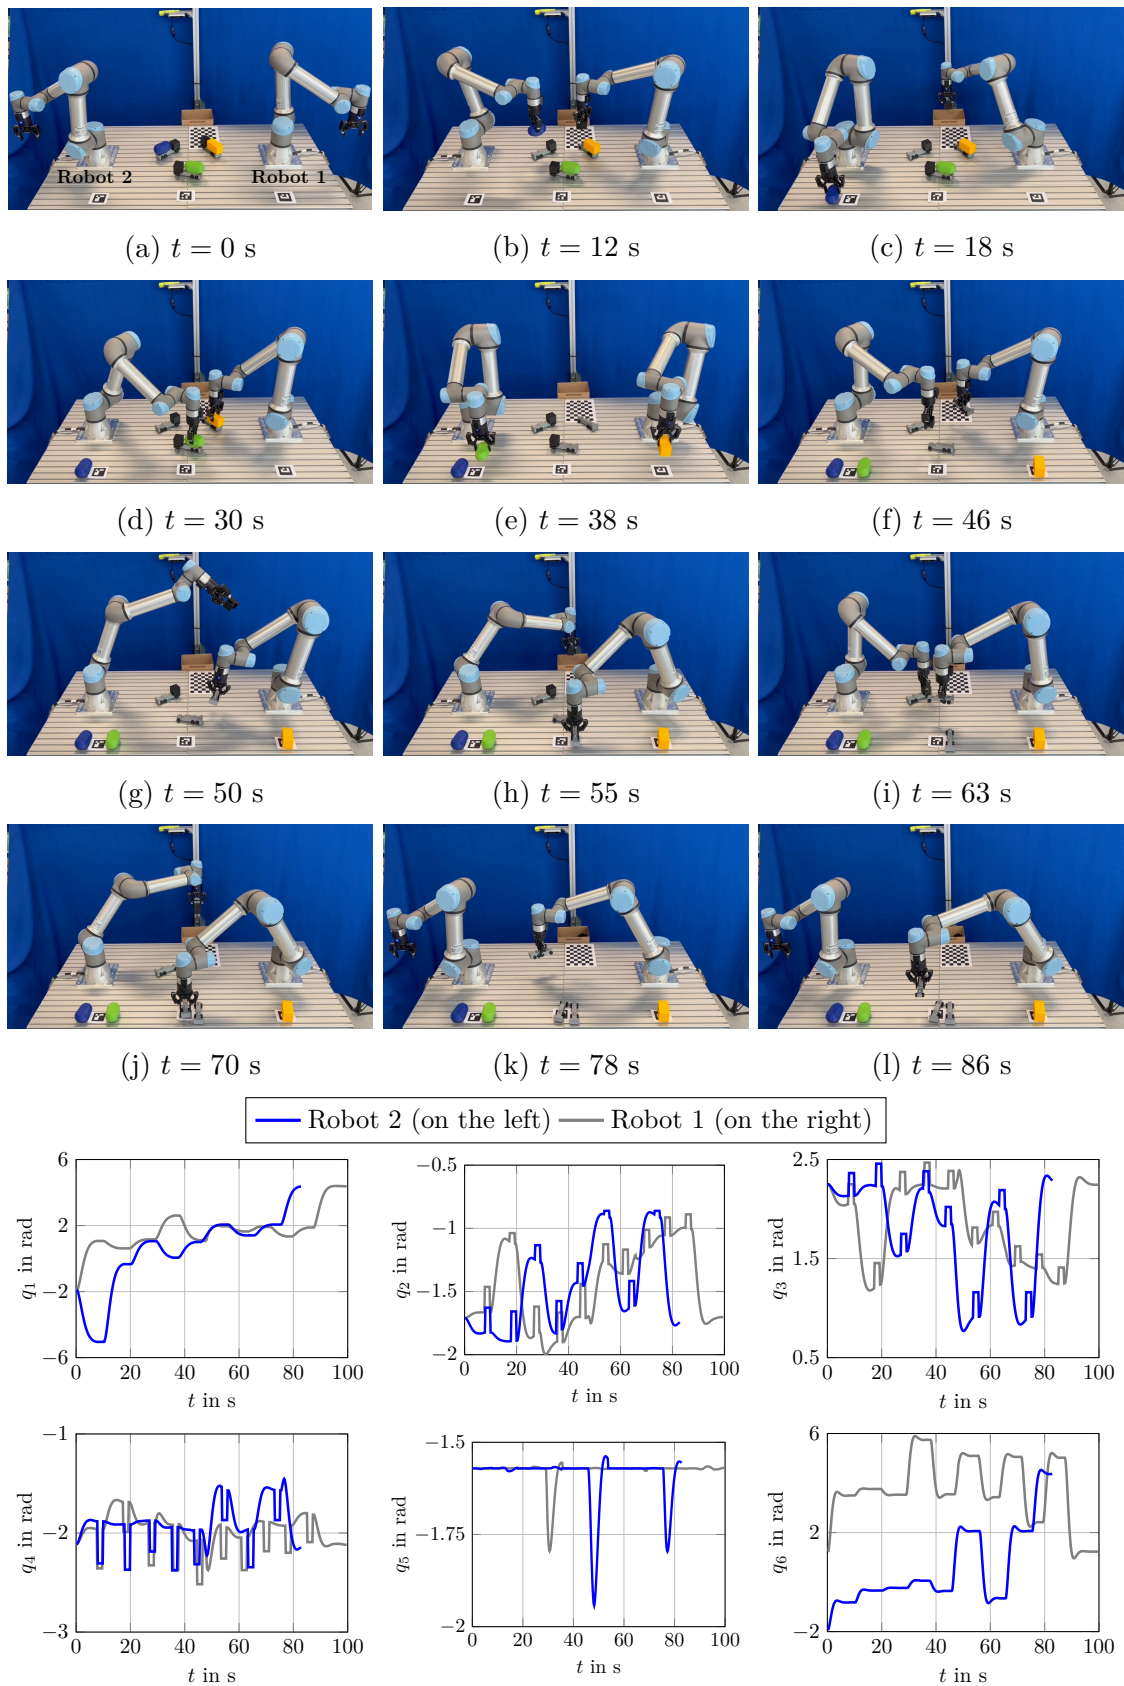 Robot 2 Robot 1
(a) t = 0 s (b) t = 12 s (c) t = 18 s
(d) t = 30 s (e) t = 38 s (f) t = 46 s
(g) t = 50 s (h) t = 55 s (i) t = 63 s
(j) t = 70 s (k) t = 78 s (l) t = 86 s
Robot 2 (on the left) Robot 1 (on the right)
q₁ in rad
6
2
−2
−6
0 20 40 60 80 100
t in s
q₂ in rad
−0.5
−1
−1.5
−2
0 20 40 60 80 100
t in s
q₃ in rad
2.5
1.5
0.5
0 20 40 60 80 100
t in s
q₄ in rad
−1
−2
−3
0 20 40 60 80 100
t in s
q₅ in rad
−1.5
−1.75
−2
0 20 40 60 80 100
t in s
q₆ in rad
6
2
−2
0 20 40 60 80 100
t in s